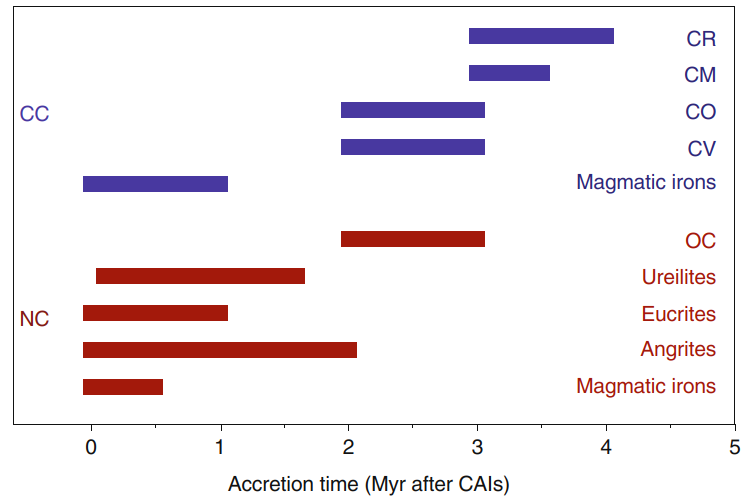 CR
CM
CC
CO
CV
Magmatic irons
OC
Ureilites
NC
Eucrites
Angrites
Magmatic irons
0 1 2 3 4 5
Accretion time (Myr after CAIs)